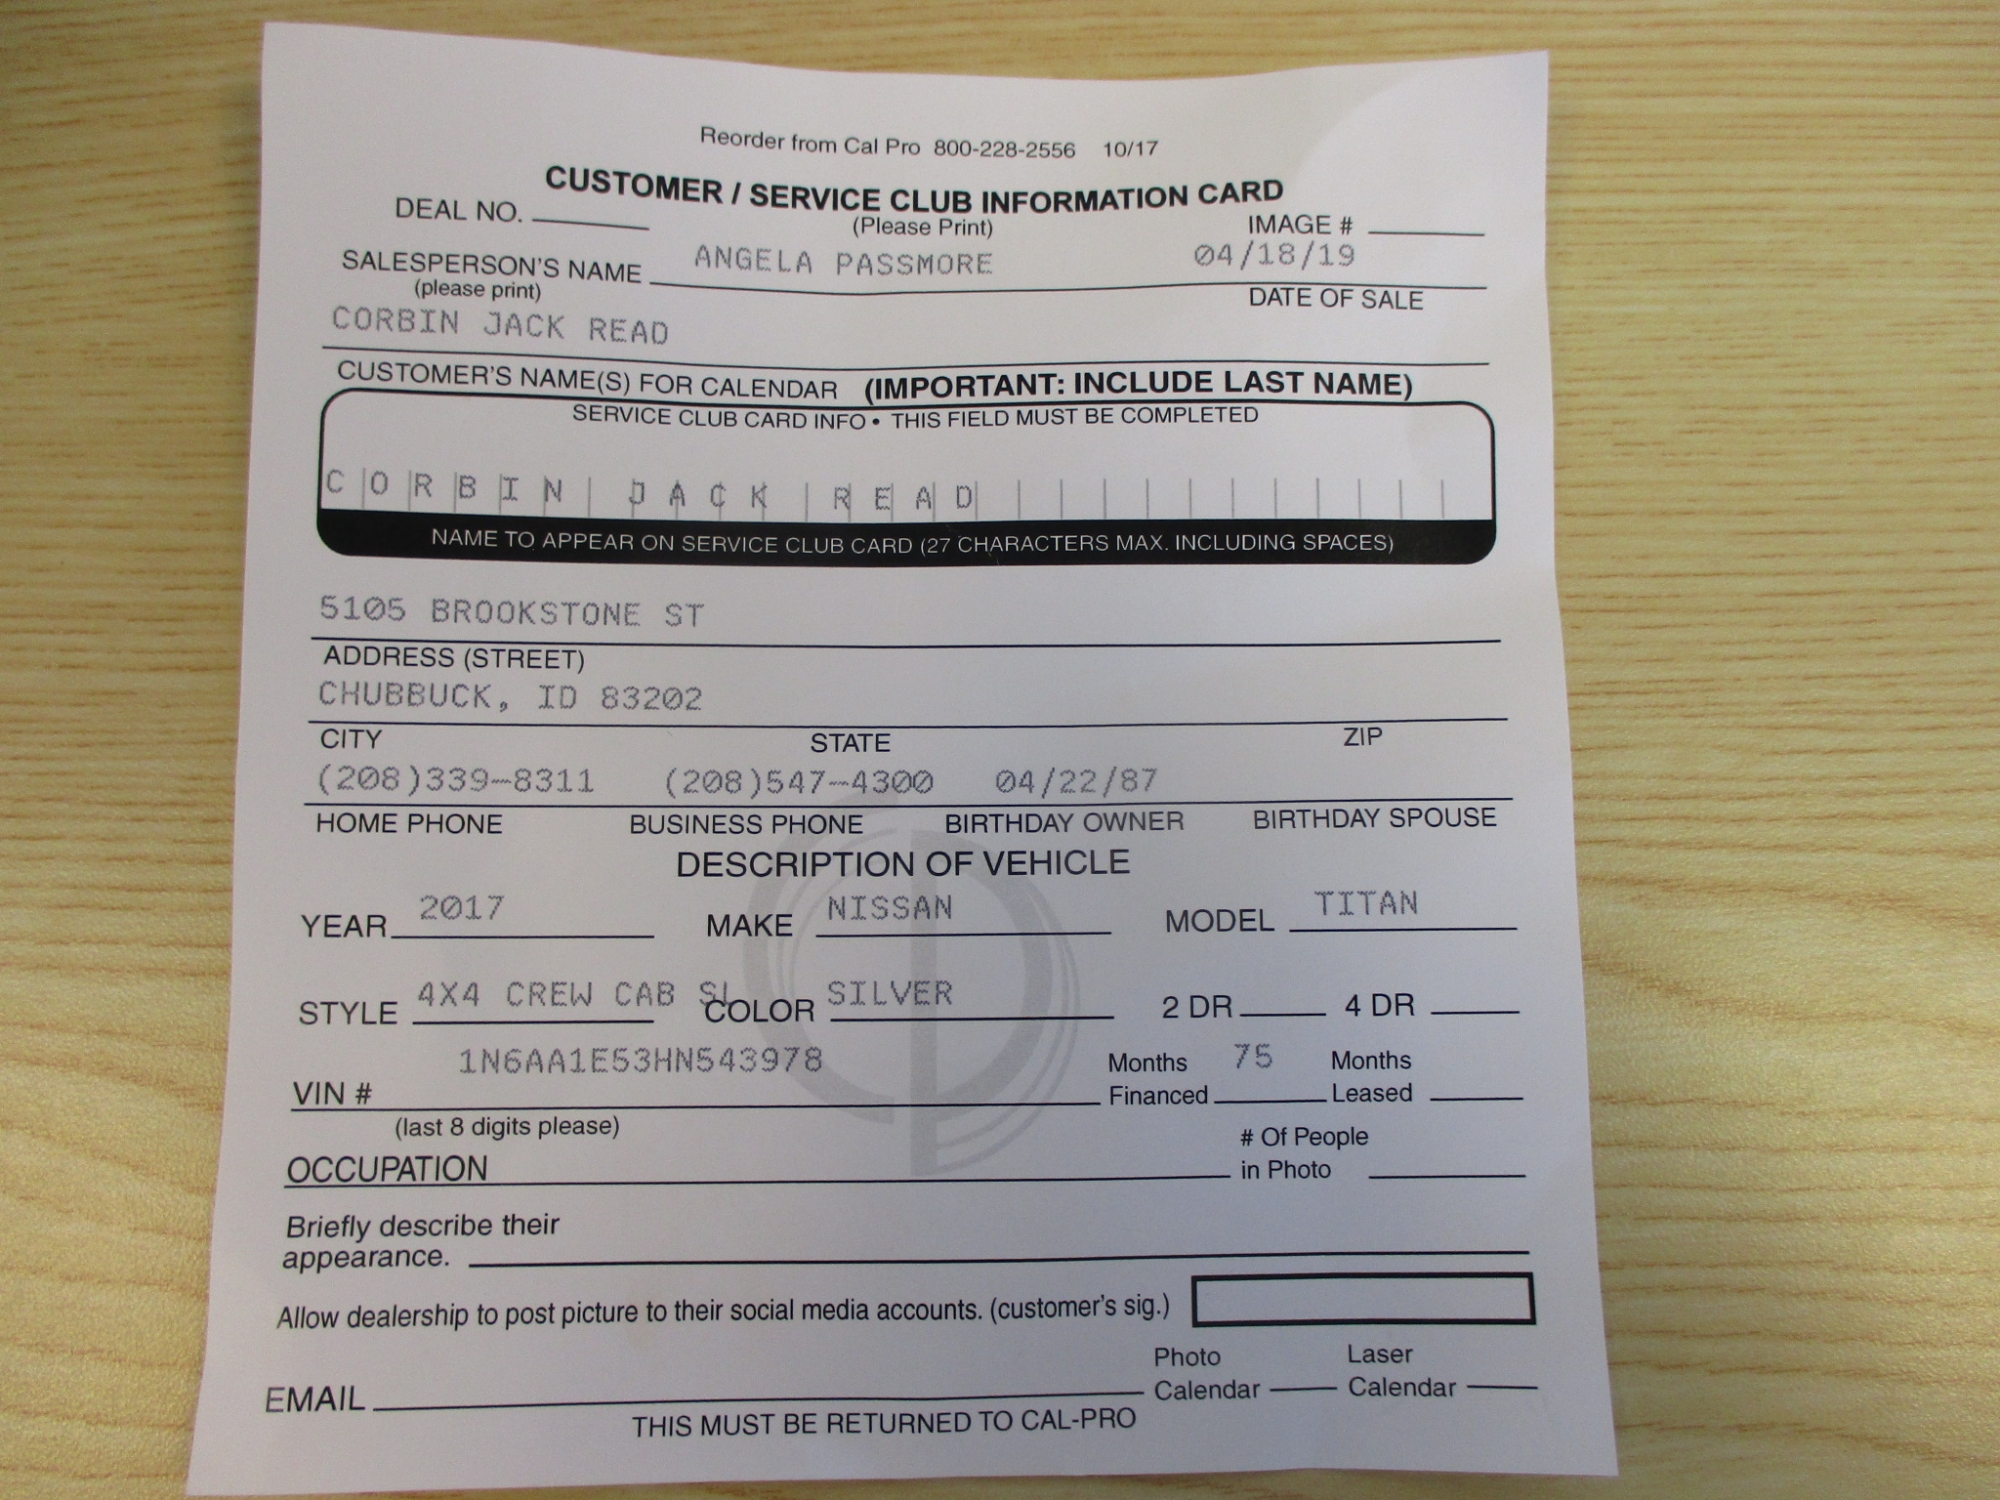 Reorder from Cal Pro 800-228-2556 10/17
CUSTOMER / SERVICE CLUB INFORMATION CARD
DEAL NO. (Please Print) IMAGE #
SALESPERSON'S NAME ANGELA PASSMORE 04/18/19
(please print) DATE OF SALE
CORBIN JACK READ
CUSTOMER'S NAME(S) FOR CALENDAR (IMPORTANT: INCLUDE LAST NAME)
SERVICE CLUB CARD INFO • THIS FIELD MUST BE COMPLETED
CORBIN JACK READ
NAME TO APPEAR ON SERVICE CLUB CARD (27 CHARACTERS MAX. INCLUDING SPACES)
5105 BROOKSTONE ST
ADDRESS (STREET)
CHUBBUCK, ID 83202
CITY STATE ZIP
(208)339-8311 (208)547-4300 04/22/87
HOME PHONE BUSINESS PHONE BIRTHDAY OWNER BIRTHDAY SPOUSE
DESCRIPTION OF VEHICLE
YEAR 2017 MAKE NISSAN MODEL TITAN
STYLE 4X4 CREW CAB SL COLOR SILVER 2 DR 4 DR
VIN # 1N6AA1E53HN543978 Months Financed 75 Months Leased
(last 8 digits please)
OCCUPATION # Of People in Photo
Briefly describe their
appearance.
Allow dealership to post picture to their social media accounts. (customer's sig.)
EMAIL Photo Calendar Laser Calendar
THIS MUST BE RETURNED TO CAL-PRO